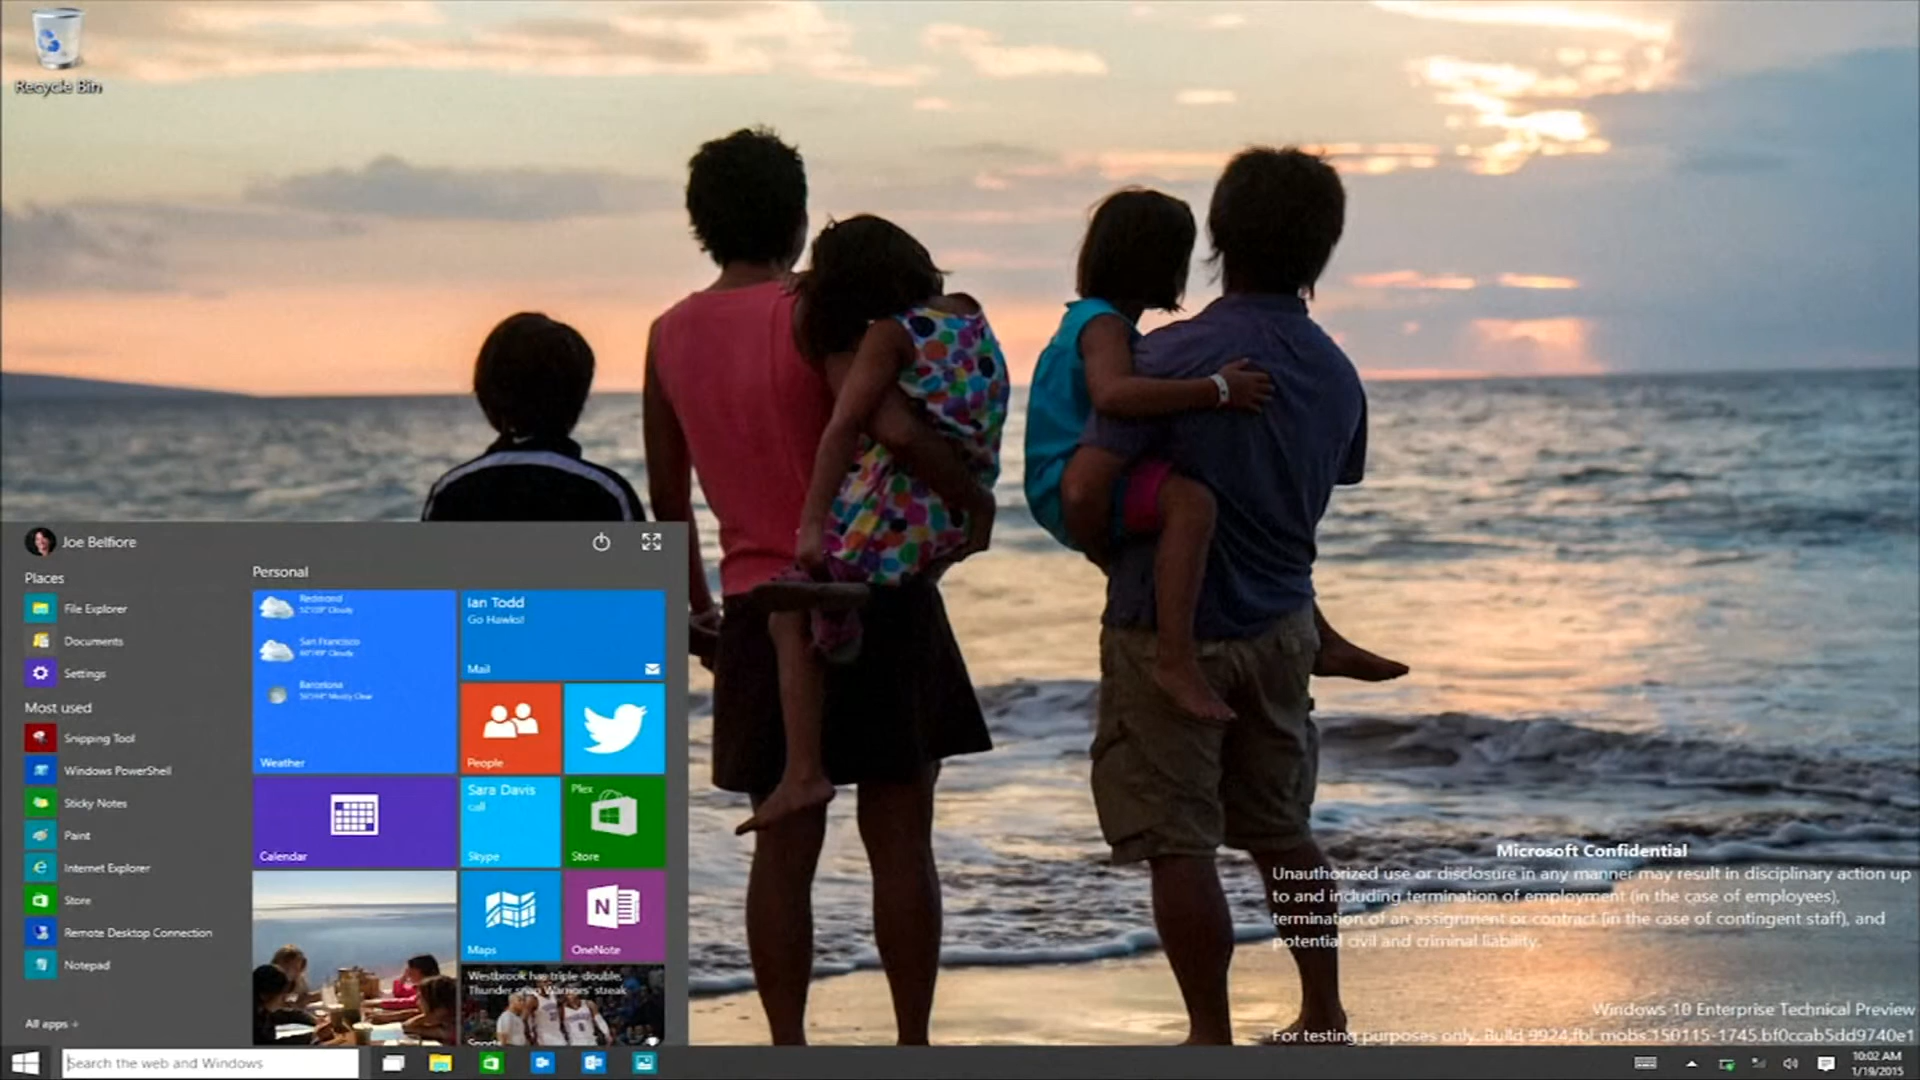 Recycle Bin
Joe Belfiore
Places
File Explorer
Documents
Settings
Most used
Snipping Tool
Windows PowerShell
Sticky Notes
Paint
Internet Explorer
Store
Remote Desktop Connection
Notepad
All apps
Personal
Redmond
Cloudy
San Francisco
Cloudy
Barcelona
Mostly Clear
Weather
Ian Todd
Go Hawks!
Mail
People
Calendar
Sara Davis
call
Skype
Plex
Store
Maps
N
OneNote
Westbrook has triple-double,
Thunder snap Warriors' streak
Sports
Microsoft Confidential
Unauthorized use or disclosure in any manner may result in disciplinary action up
to and including termination of employment (in the case of employees),
termination of an assignment or contract (in the case of contingent staff), and
potential civil and criminal liability.
Windows 10 Enterprise Technical Preview
For testing purposes only. Build 9924.fbl_mobs.150115-1745.bf0ccab5dd9740e1
Search the web and Windows
10:02 AM
1/19/2015